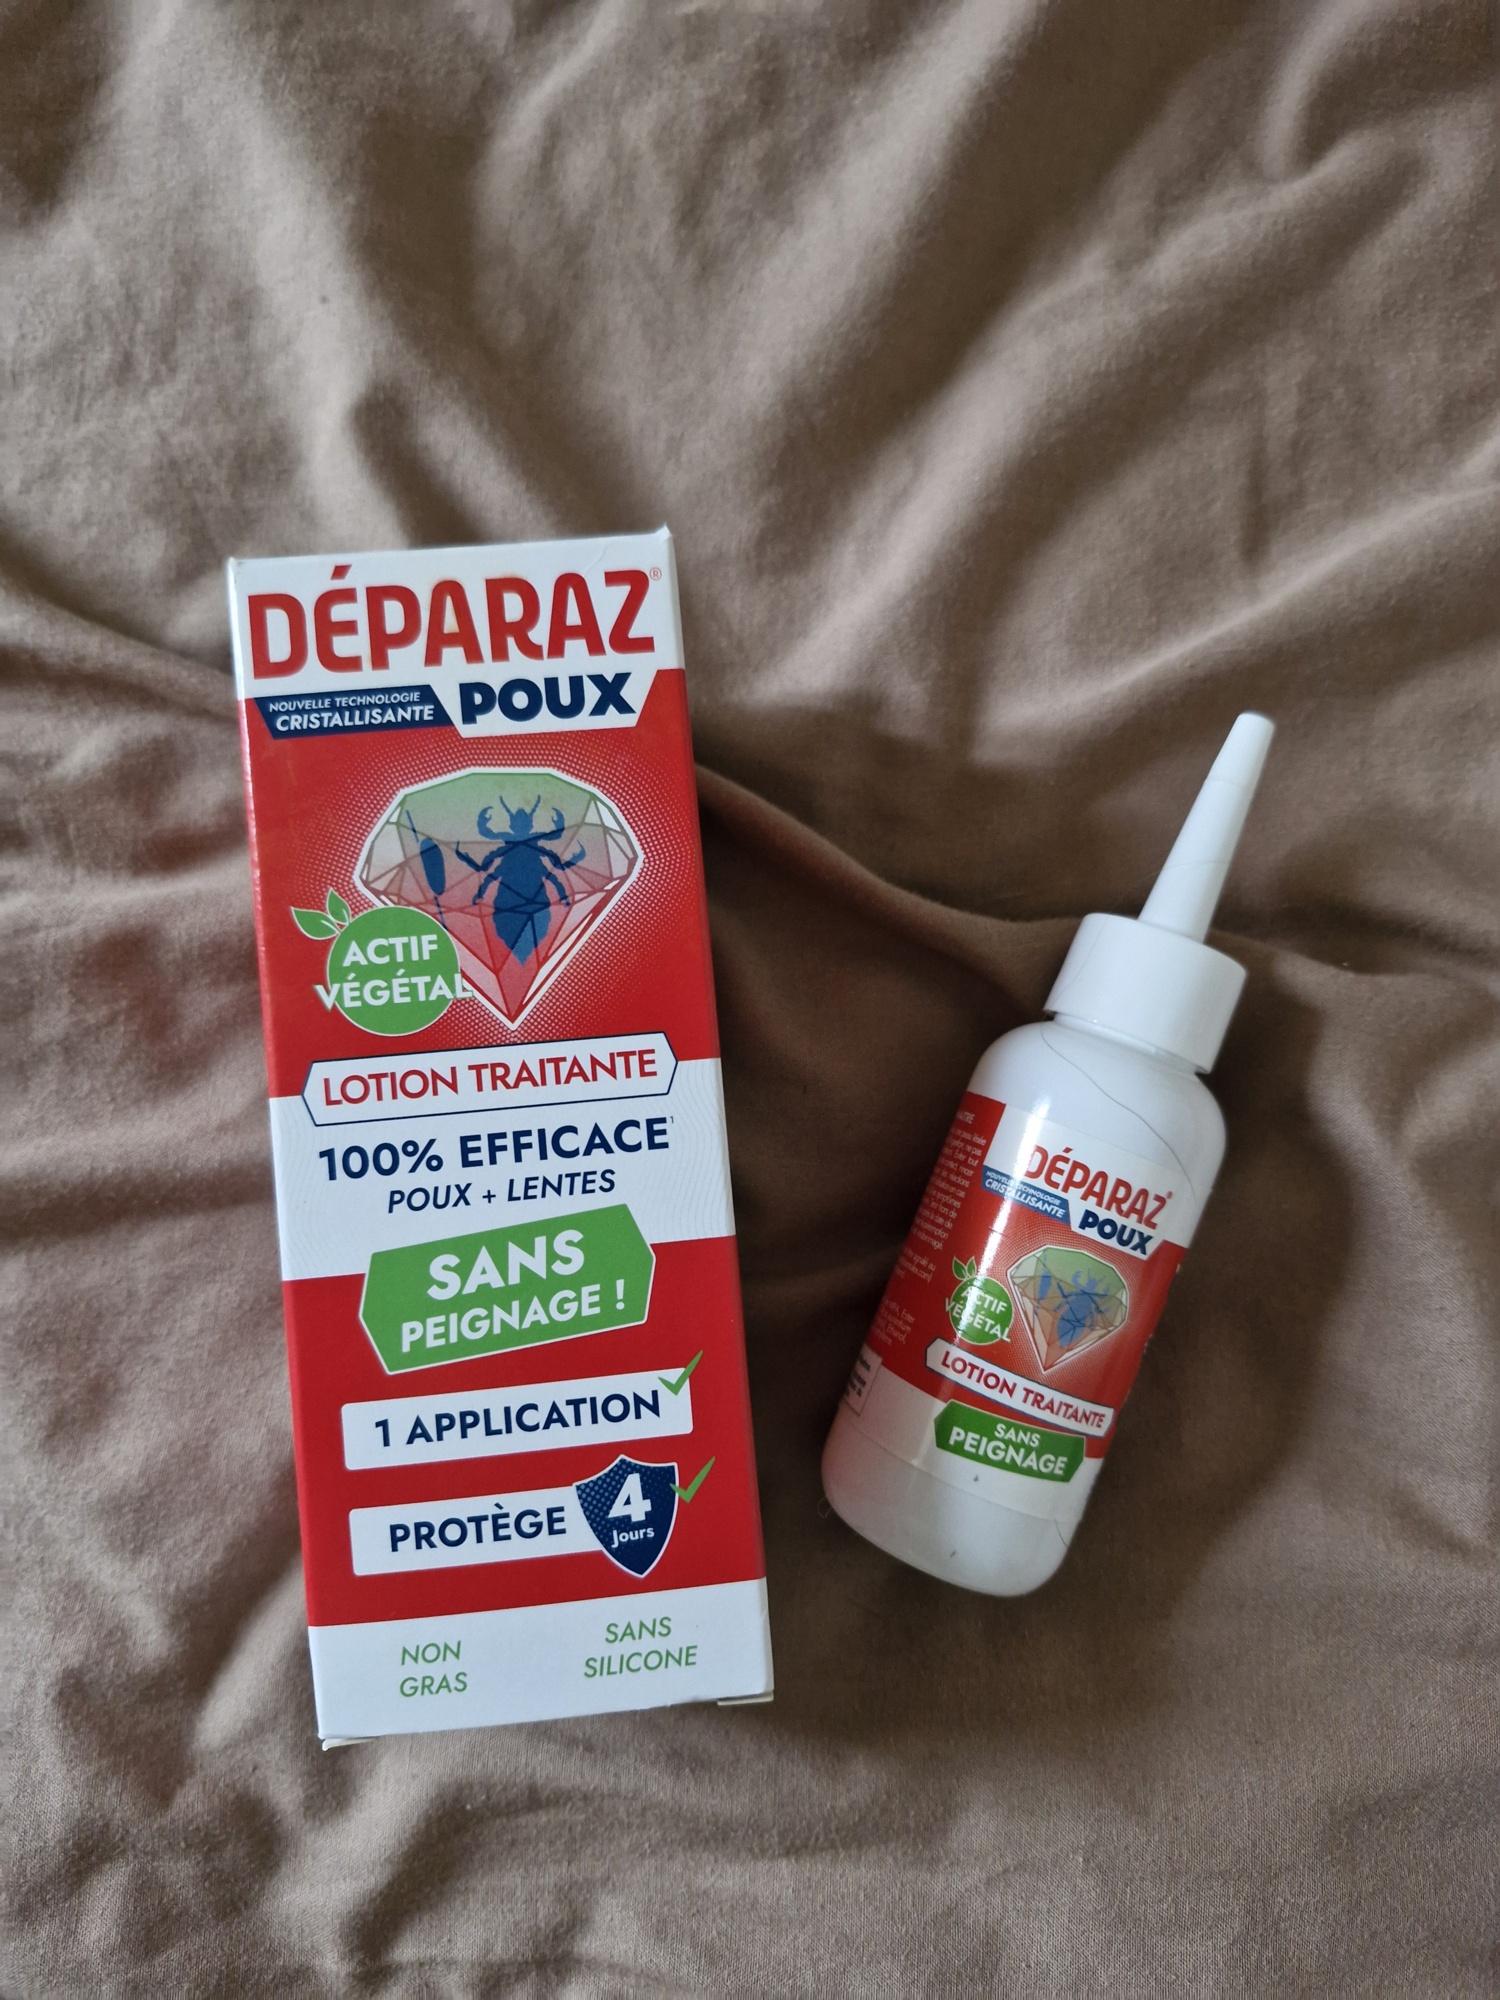 DÉPARAZ®
NOUVELLE TECHNOLOGIE
CRISTALLISANTE
POUX
ACTIF
VÉGÉTAL
LOTION TRAITANTE
100% EFFICACE¹
POUX + LENTES
SANS
PEIGNAGE !
1 APPLICATION
PROTÈGE
4
Jours
NON
GRAS
SANS
SILICONE
DÉPARAZ®
NOUVELLE TECHNOLOGIE
CRISTALLISANTE
POUX
ACTIF
VÉGÉTAL
LOTION TRAITANTE
SANS
PEIGNAGE